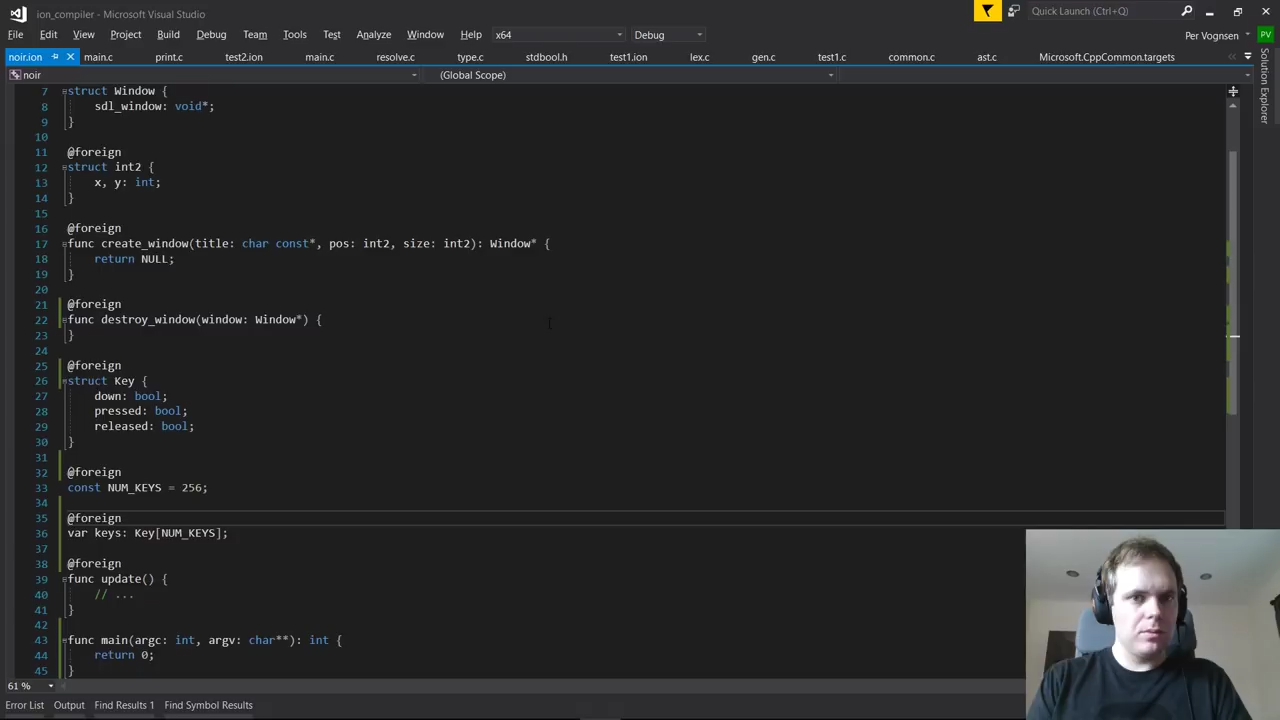 ion_compiler - Microsoft Visual Studio
Quick Launch (Ctrl+Q)
File Edit View Project Build Debug Team Tools Test Analyze Window Help x64 Debug
Per Vognsen PV
noir.ion main.c print.c test2.ion main.c resolve.c type.c stdbool.h test1.ion lex.c gen.c test1.c common.c ast.c Microsoft.CppCommon.targets
Solution Explorer
noir (Global Scope)
7 struct Window {
8 sdl_window: void*;
9 }
10
11 @foreign
12 struct int2 {
13 x, y: int;
14 }
15
16 @foreign
17 func create_window(title: char const*, pos: int2, size: int2): Window* {
18 return NULL;
19 }
20
21 @foreign
22 func destroy_window(window: Window*) {
23 }
24
25 @foreign
26 struct Key {
27 down: bool;
28 pressed: bool;
29 released: bool;
30 }
31
32 @foreign
33 const NUM_KEYS = 256;
34
35 @foreign
36 var keys: Key[NUM_KEYS];
37
38 @foreign
39 func update() {
40 // ...
41 }
42
43 func main(argc: int, argv: char**): int {
44 return 0;
45 }
61 %
Error List Output Find Results 1 Find Symbol Results